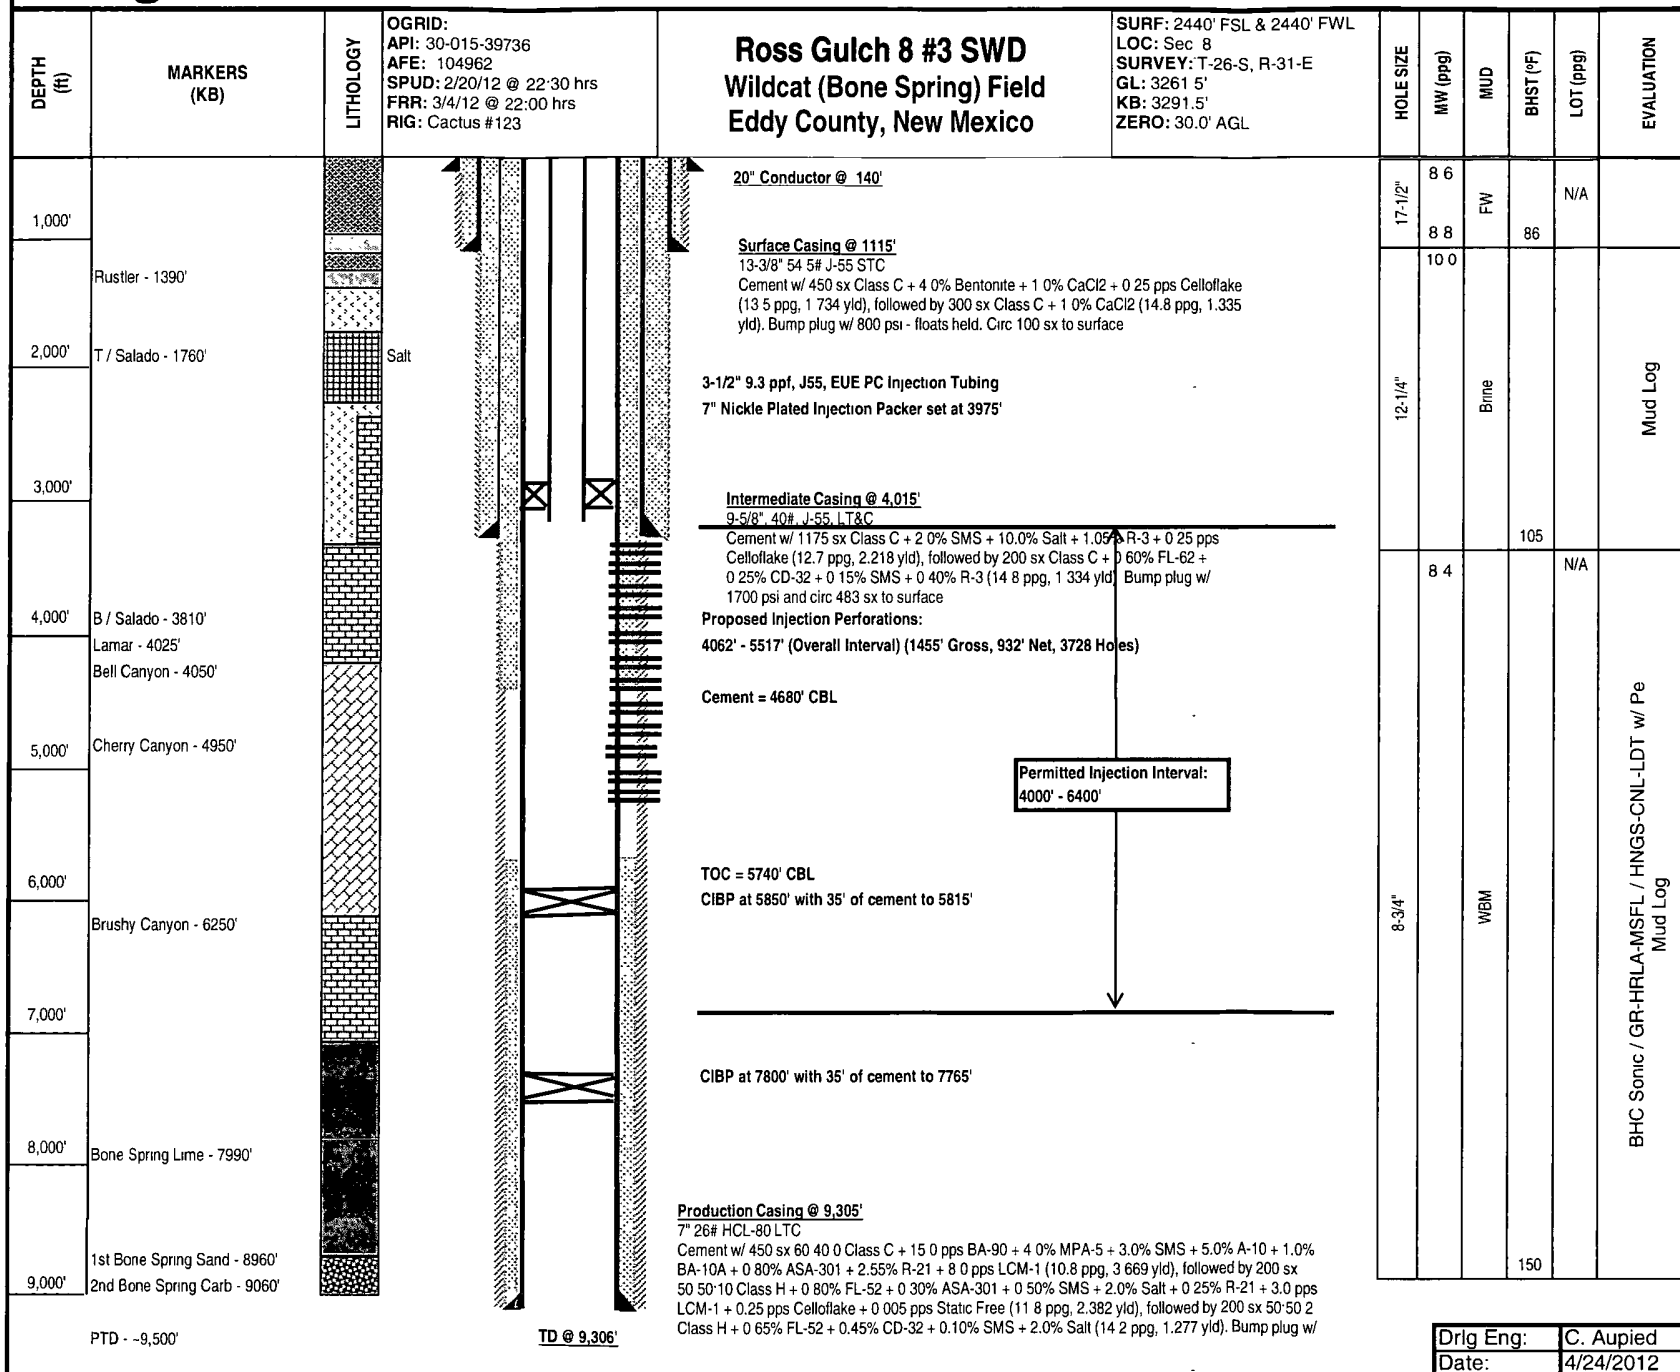 DEPTH (ft)
MARKERS
(KB)
LITHOLOGY
OGRID:
API: 30-015-39736
AFE: 104962
SPUD: 2/20/12 @ 22:30 hrs
FRR: 3/4/12 @ 22:00 hrs
RIG: Cactus #123
Ross Gulch 8 #3 SWD
Wildcat (Bone Spring) Field
Eddy County, New Mexico
SURF: 2440' FSL & 2440' FWL
LOC: Sec 8
SURVEY: T-26-S, R-31-E
GL: 3261 5'
KB: 3291.5'
ZERO: 30.0' AGL
HOLE SIZE
MW (ppg)
MUD
BHST (ºF)
LOT (ppg)
EVALUATION
1,000'
2,000'
3,000'
4,000'
5,000'
6,000'
7,000'
8,000'
9,000'
Rustler - 1390'
T / Salado - 1760'
Salt
B / Salado - 3810'
Lamar - 4025'
Bell Canyon - 4050'
Cherry Canyon - 4950'
Brushy Canyon - 6250'
Bone Spring Lime - 7990'
1st Bone Spring Sand - 8960'
2nd Bone Spring Carb - 9060'
PTD - ~9,500'
20" Conductor @ 140'
Surface Casing @ 1115'
13-3/8" 54 5# J-55 STC
Cement w/ 450 sx Class C + 4 0% Bentonite + 1 0% CaCl2 + 0 25 pps Celloflake
(13 5 ppg, 1 734 yld), followed by 300 sx Class C + 1 0% CaCl2 (14.8 ppg, 1.335
yld). Bump plug w/ 800 psi - floats held. Circ 100 sx to surface
3-1/2" 9.3 ppf, J55, EUE PC Injection Tubing
7" Nickle Plated Injection Packer set at 3975'
Intermediate Casing @ 4,015'
9-5/8", 40#, J-55, LT&C
Cement w/ 1175 sx Class C + 2 0% SMS + 10.0% Salt + 1.05% R-3 + 0 25 pps
Celloflake (12.7 ppg, 2.218 yld), followed by 200 sx Class C + 0 60% FL-62 +
0 25% CD-32 + 0 15% SMS + 0 40% R-3 (14 8 ppg, 1 334 yld) Bump plug w/
1700 psi and circ 483 sx to surface
Proposed Injection Perforations:
4062' - 5517' (Overall Interval) (1455' Gross, 932' Net, 3728 Holes)
Cement = 4680' CBL
Permitted Injection Interval:
4000' - 6400'
TOC = 5740' CBL
CIBP at 5850' with 35' of cement to 5815'
CIBP at 7800' with 35' of cement to 7765'
Production Casing @ 9,305'
7" 26# HCL-80 LTC
Cement w/ 450 sx 60 40 0 Class C + 15 0 pps BA-90 + 4 0% MPA-5 + 3.0% SMS + 5.0% A-10 + 1.0%
BA-10A + 0 80% ASA-301 + 2.55% R-21 + 8 0 pps LCM-1 (10.8 ppg, 3 669 yld), followed by 200 sx
50 50·10 Class H + 0 80% FL-52 + 0 30% ASA-301 + 0 50% SMS + 2.0% Salt + 0 25% R-21 + 3.0 pps
LCM-1 + 0.25 pps Celloflake + 0 005 pps Static Free (11 8 ppg, 2.382 yld), followed by 200 sx 50·50 2
Class H + 0 65% FL-52 + 0.45% CD-32 + 0.10% SMS + 2.0% Salt (14 2 ppg, 1.277 yld). Bump plug w/
TD @ 9,306'
17-1/2"
8 6
8 8
FW
86
N/A
12-1/4"
10 0
Brine
105
Mud Log
8-3/4"
8 4
WBM
150
N/A
BHC Sonic / GR-HRLA-MSFL / HNGS-CNL-LDT w/ Pe
Mud Log
Drlg Eng: C. Aupied
Date: 4/24/2012